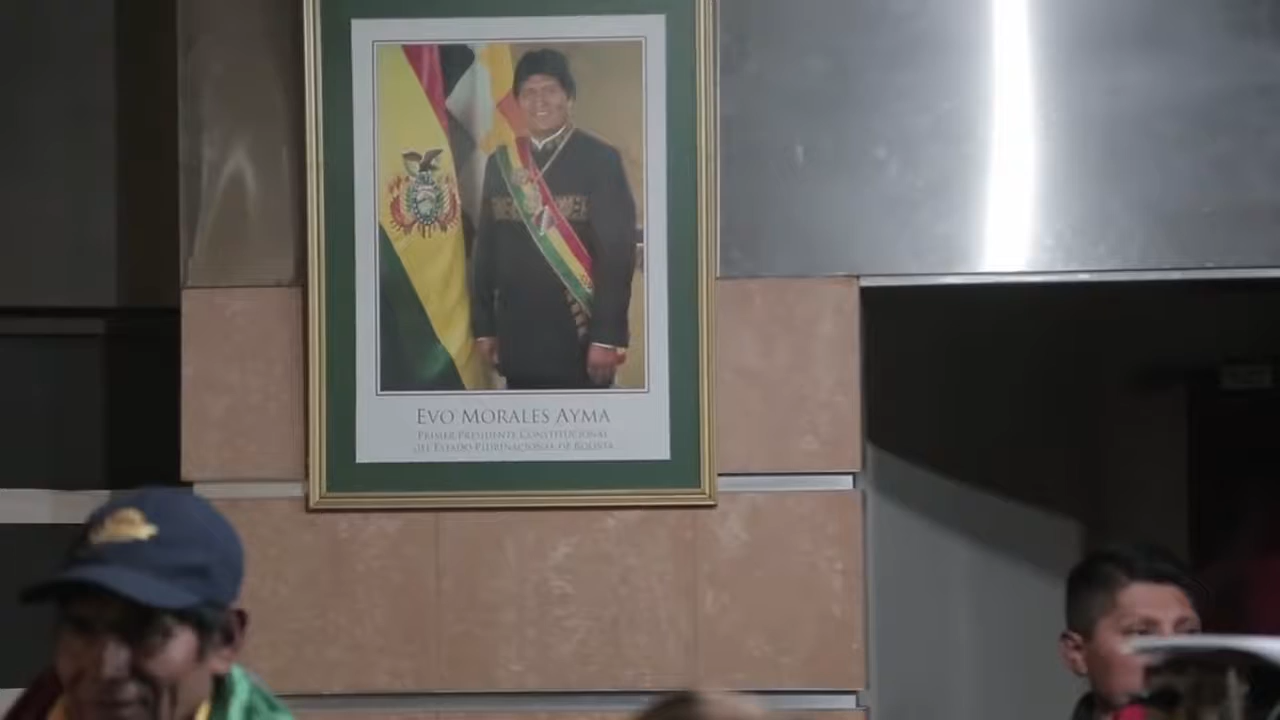 EVO MORALES AYMA
PRIMER PRESIDENTE CONSTITUCIONAL
DEL ESTADO PLURINACIONAL DE BOLIVIA